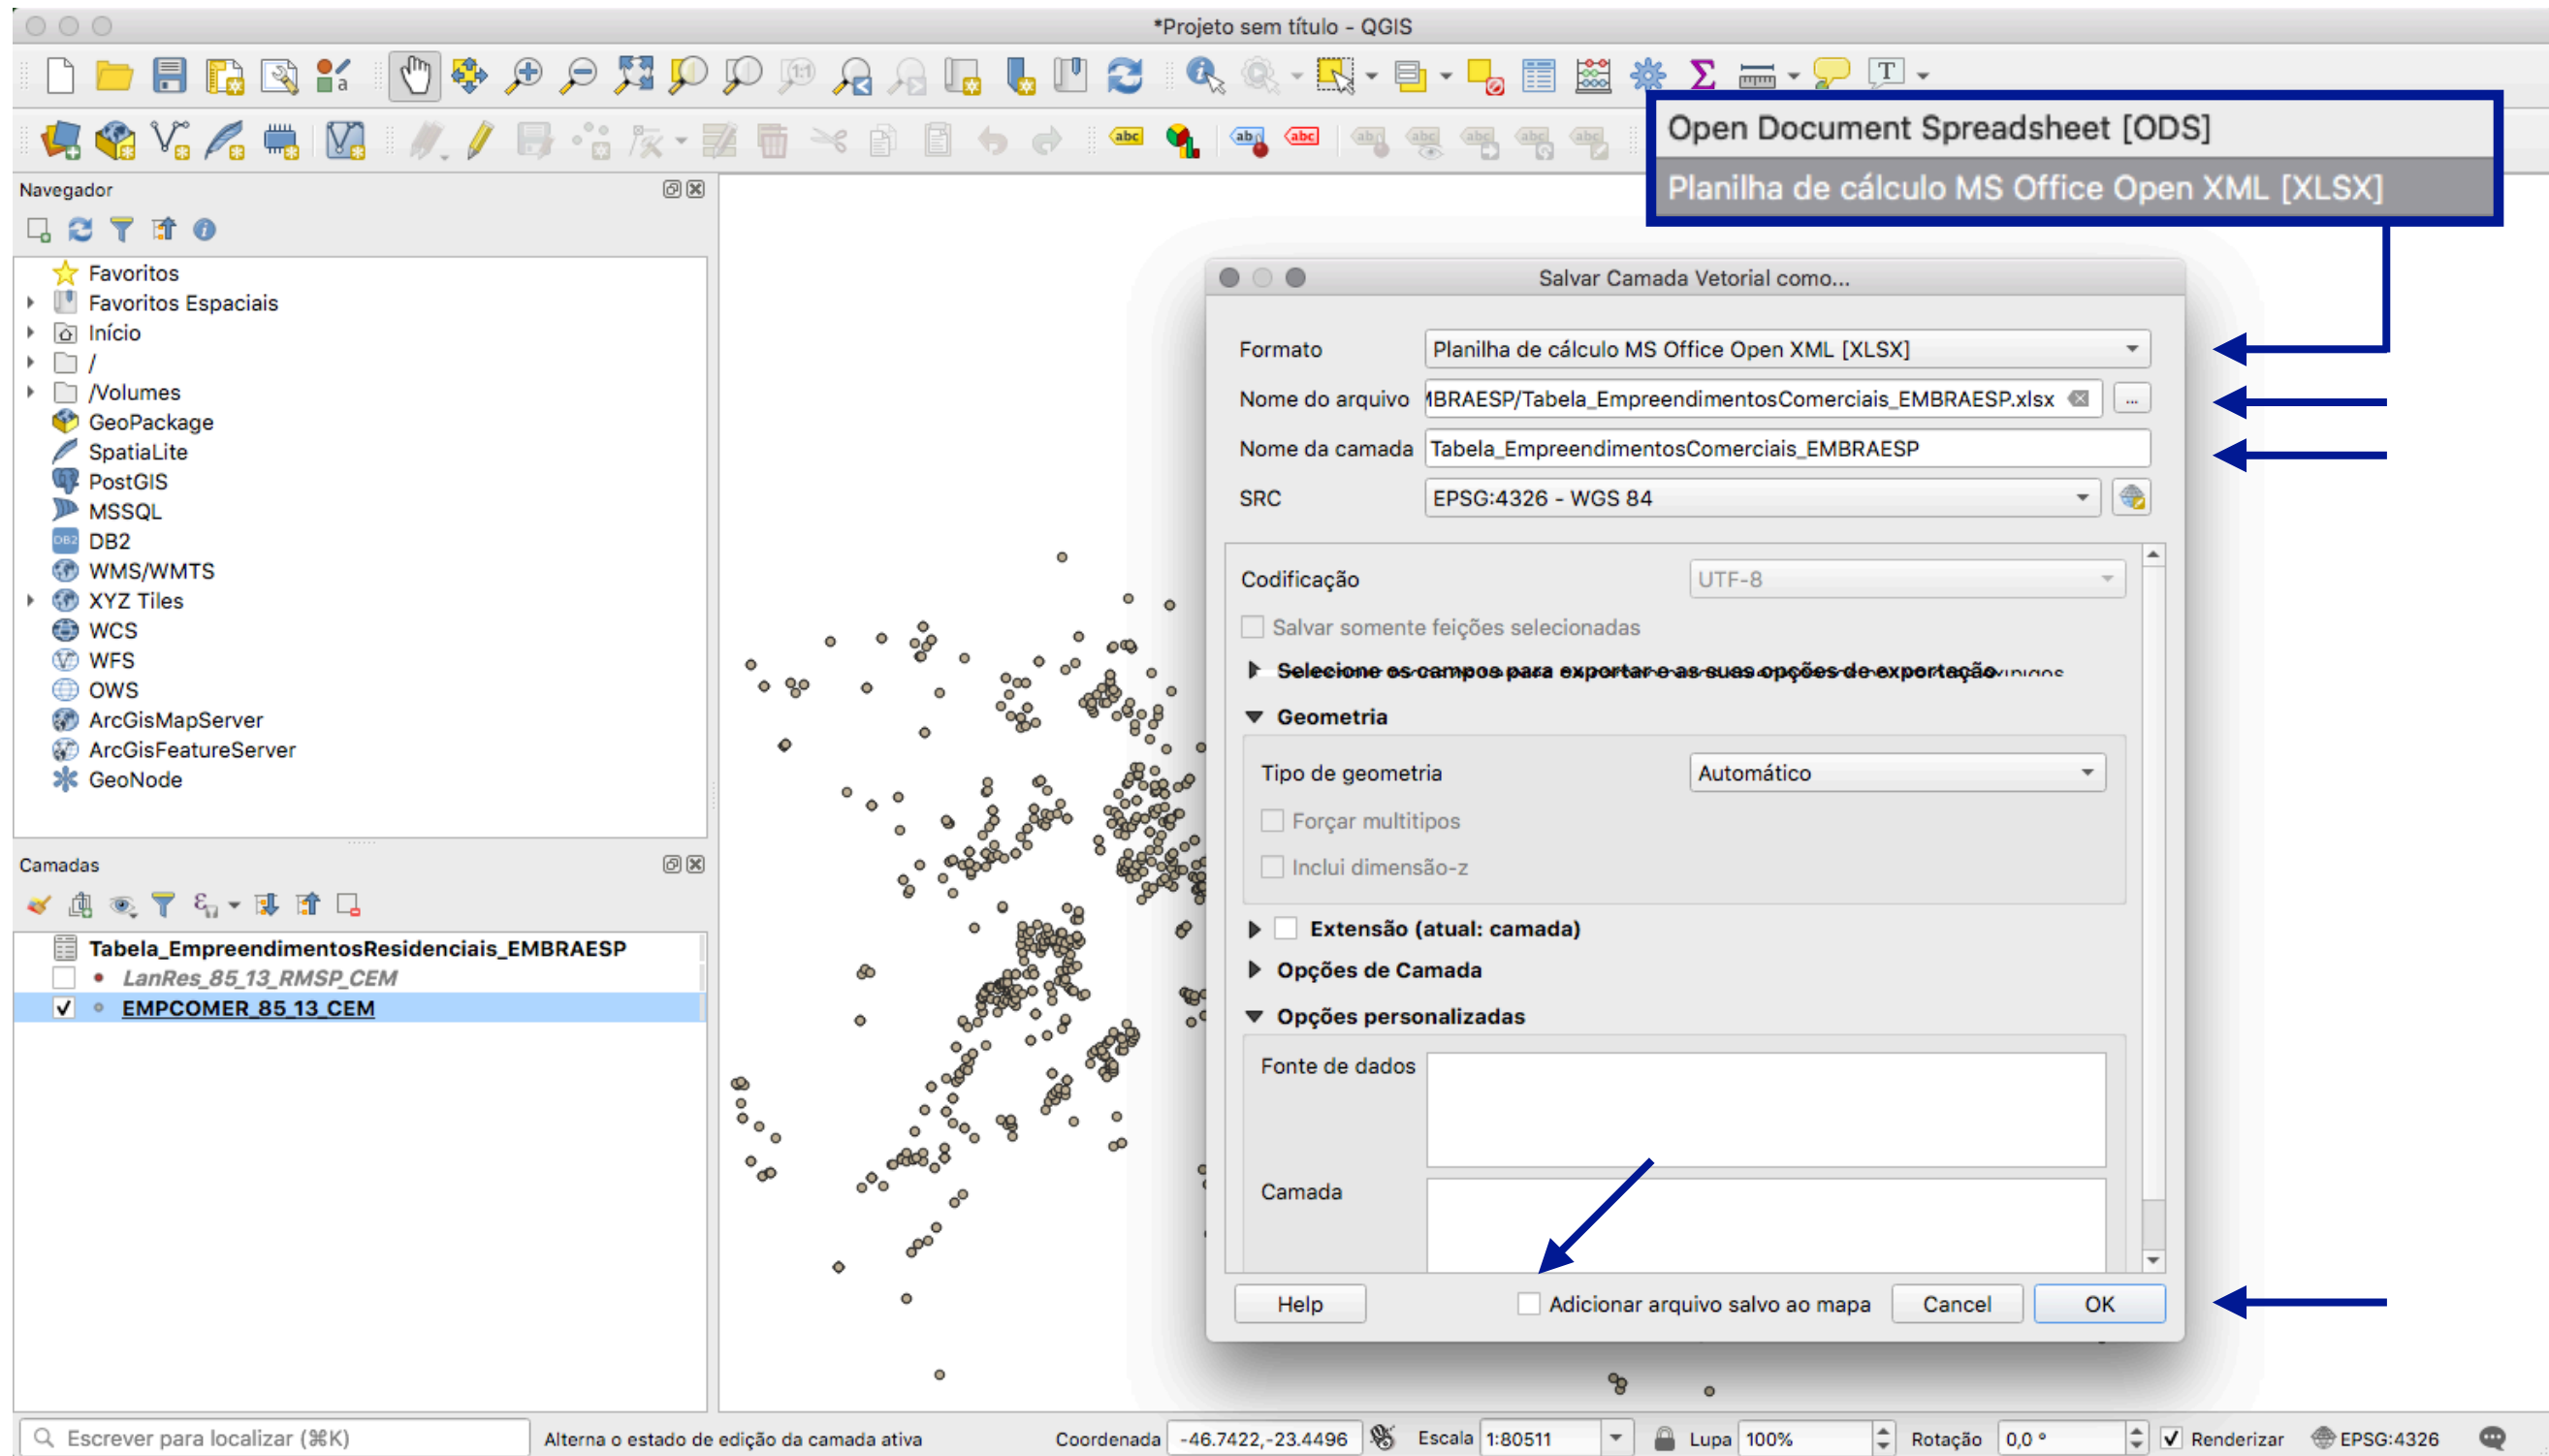 *Projeto sem título - QGIS
Open Document Spreadsheet [ODS]
Planilha de cálculo MS Office Open XML [XLSX]
Navegador
Favoritos
Favoritos Espaciais
Início
/
/Volumes
GeoPackage
SpatiaLite
PostGIS
MSSQL
DB2
WMS/WMTS
XYZ Tiles
WCS
WFS
OWS
ArcGisMapServer
ArcGisFeatureServer
GeoNode
Camadas
Tabela_EmpreendimentosResidenciais_EMBRAESP
LanRes_85_13_RMSP_CEM
EMPCOMER_85_13_CEM
Salvar Camada Vetorial como...
Formato Planilha de cálculo MS Office Open XML [XLSX]
Nome do arquivo MBRAESP/Tabela_EmpreendimentosComerciais_EMBRAESP.xlsx ...
Nome da camada Tabela_EmpreendimentosComerciais_EMBRAESP
SRC EPSG:4326 - WGS 84
Codificação UTF-8
Salvar somente feições selecionadas
Selecione os campos para exportar e as suas opções de exportação
Geometria
Tipo de geometria Automático
Forçar multitipos
Inclui dimensão-z
Extensão (atual: camada)
Opções de Camada
Opções personalizadas
Fonte de dados
Camada
Help Adicionar arquivo salvo ao mapa Cancel OK
Escrever para localizar (⌘K) Alterna o estado de edição da camada ativa Coordenada -46.7422,-23.4496 Escala 1:80511 Lupa 100% Rotação 0,0 ° Renderizar EPSG:4326